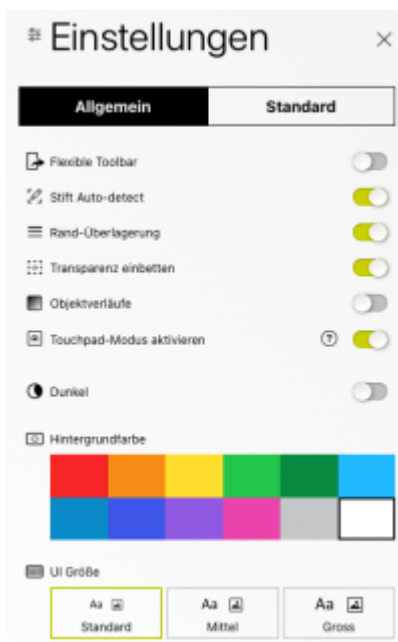 Einstellungen
Allgemein Standard
Flexible Toolbar
Stift Auto-detect
Rand-Überlagerung
Transparenz einbetten
Objektverläufe
Touchpad-Modus aktivieren ?
Dunkel
Hintergrundfarbe
UI Größe
Aa Aa Aa
Standard Mittel Gross